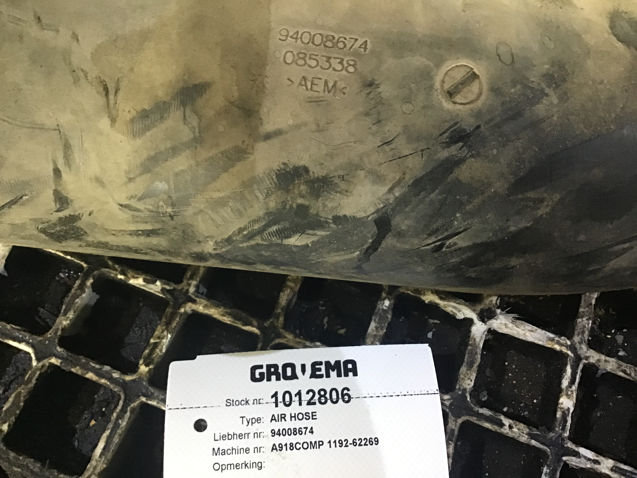 94008674
085338
>AEM<
GROVEMA
Stock nr: 1012806
Type: AIR HOSE
Liebherr nr: 94008674
Machine nr: A918COMP 1192-62269
Opmerking: